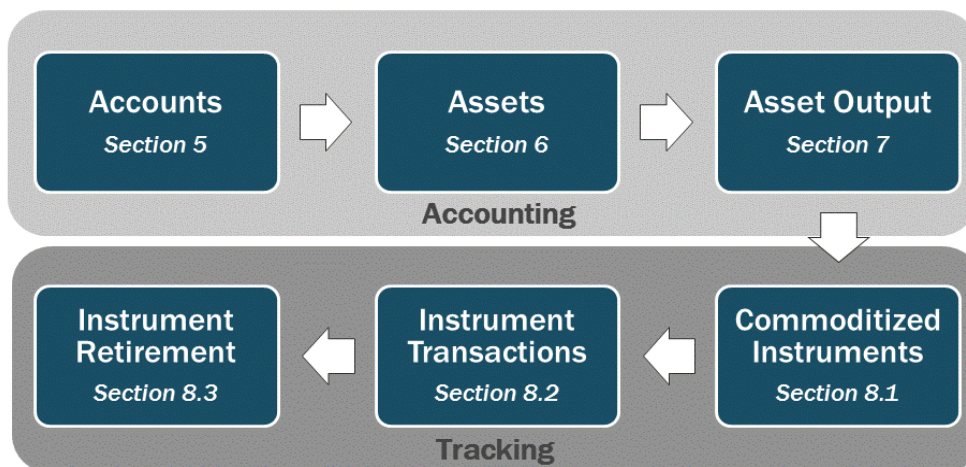 Accounts
Section 5
Assets
Section 6
Asset Output
Section 7
Accounting
Instrument
Retirement
Section 8.3
Instrument
Transactions
Section 8.2
Commoditized
Instruments
Section 8.1
Tracking